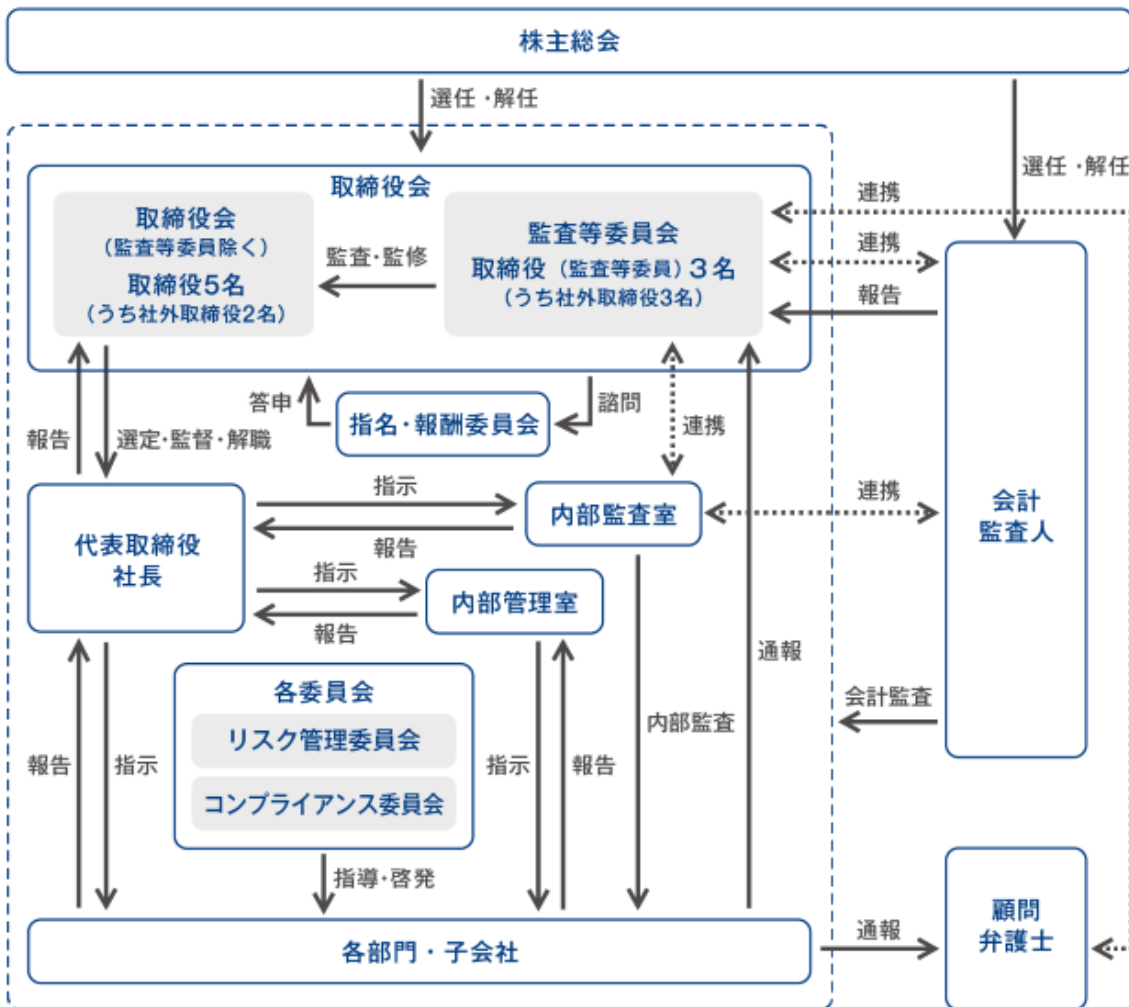 株主総会
選任・解任
選任・解任
取締役会
取締役会
（監査等委員除く）
取締役5名
（うち社外取締役2名）
監査・監修
監査等委員会
取締役（監査等委員）3名
（うち社外取締役3名）
連携
連携
報告
答申
指名・報酬委員会
諮問
連携
報告
選定・監督・解職
指示
内部監査室
連携
会計
監査人
代表取締役
社長
報告
指示
内部管理室
報告
通報
各委員会
リスク管理委員会
コンプライアンス委員会
会計監査
内部監査
報告
指示
指示
報告
指導・啓発
各部門・子会社
通報
顧問
弁護士